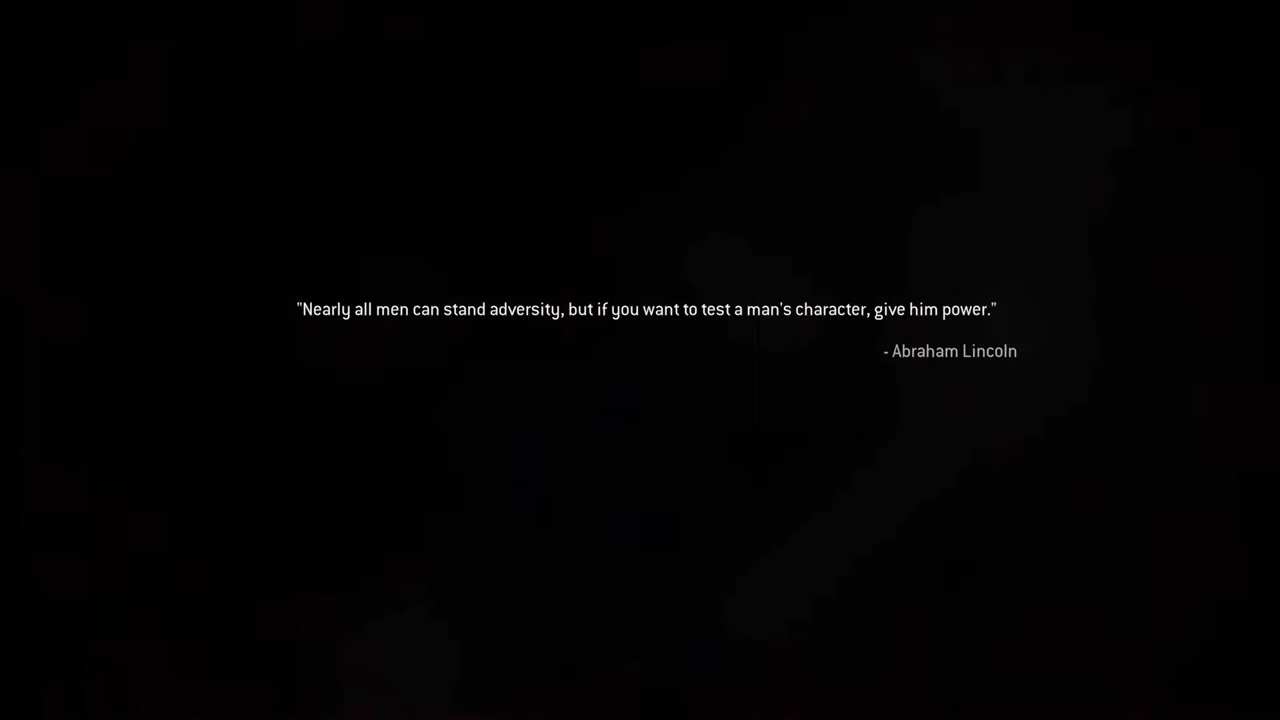 "Nearly all men can stand adversity, but if you want to test a man's character, give him power."
- Abraham Lincoln